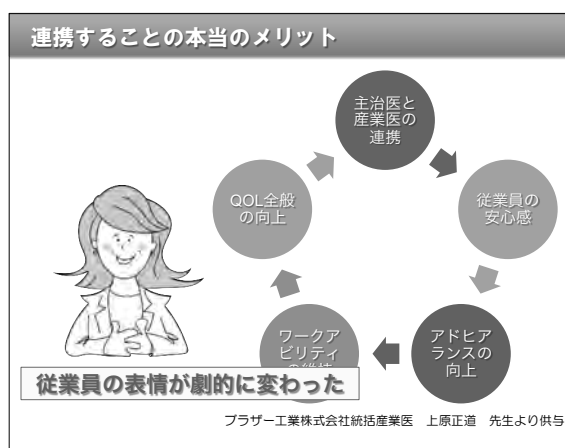 連携することの本当のメリット
主治医と
産業医の
連携
従業員の
安心感
アドヒア
ランスの
向上
ワークア
ビリティ
QOL全般
の向上
従業員の表情が劇的に変わった
ブラザー工業株式会社統括産業医　上原正道　先生より供与